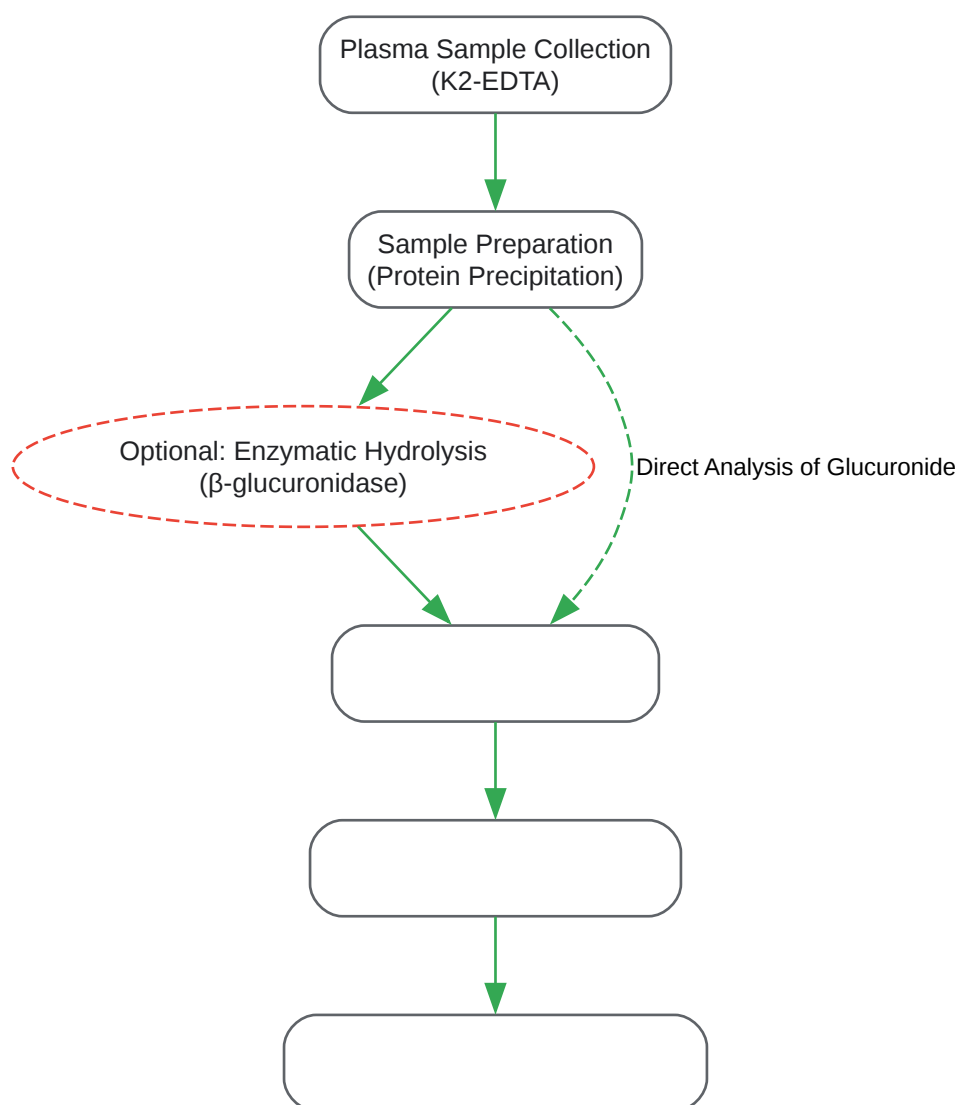 Plasma Sample Collection
(K2-EDTA)
Sample Preparation
(Protein Precipitation)
Optional: Enzymatic Hydrolysis
(β-glucuronidase)
Direct Analysis of Glucuronide